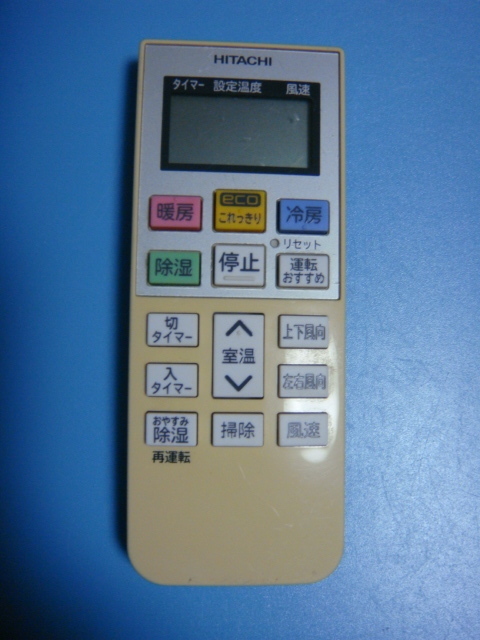 HITACHI
タイマー 設定温度 風速
暖房
eco
これっきり
冷房
リセット
除湿
停止
運転
おすすめ
切
タイマー
室温
上下風向
入
タイマー
左右風向
おやすみ
除湿
掃除
風速
再運転